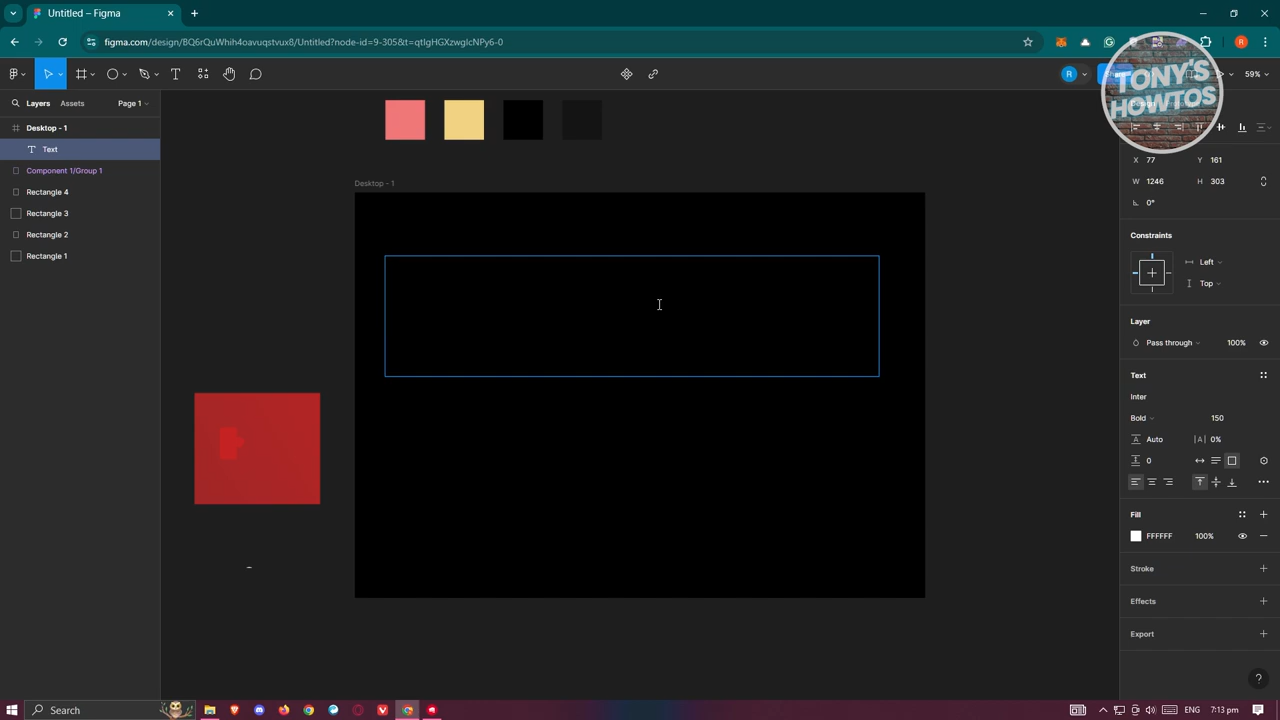 Untitled – Figma
figma.com/design/BQ6rQuWhih4oavuqstvux8/Untitled?node-id=9-305&t=qtIgHGXzwglcNPy6-0
R
R
59%
Layers
Assets
Page 1
TONY'S
HOWTOS
Desktop - 1
Text
Component 1/Group 1
Rectangle 4
Rectangle 3
Rectangle 2
Rectangle 1
Desktop - 1
X 77
Y 161
W 1246
H 303
0°
Constraints
Left
Top
Layer
Pass through
100%
Text
Inter
Bold
150
Auto
|A| 0%
0
Fill
FFFFFF
100%
Stroke
Effects
Export
?
Search
ENG
7:13 pm